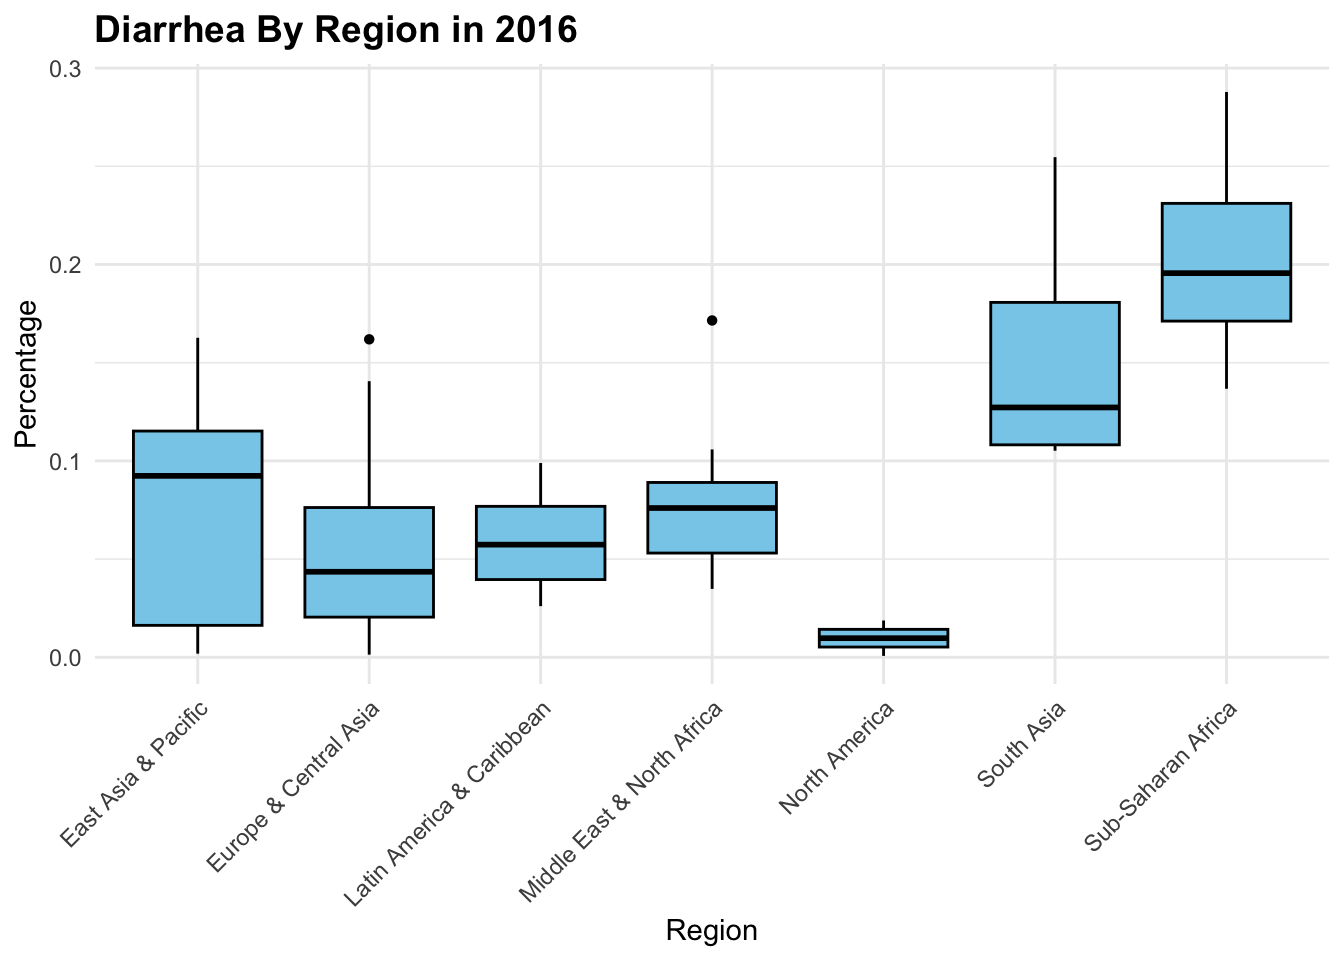 Diarrhea By Region in 2016
0.3
0.2
0.1
0.0
Percentage
East Asia & Pacific
Europe & Central Asia
Latin America & Caribbean
Middle East & North Africa
North America
South Asia
Sub-Saharan Africa
Region